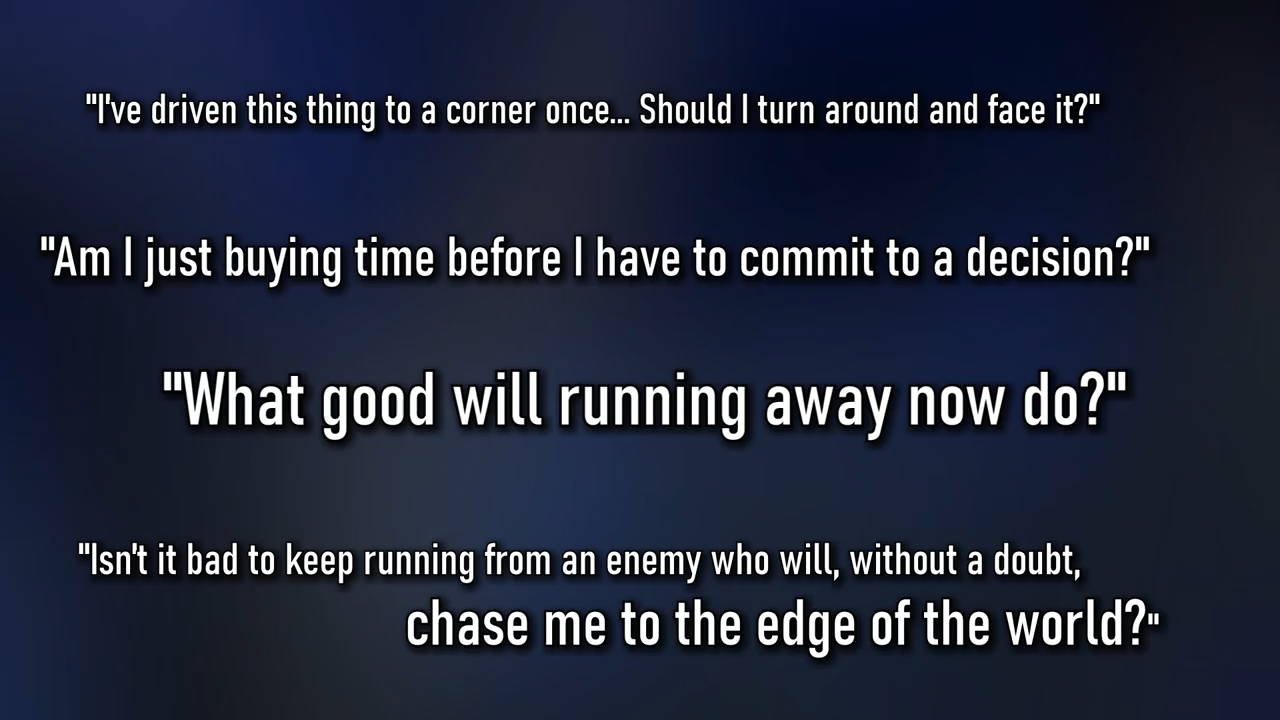 "I've driven this thing to a corner once... Should I turn around and face it?"
"Am I just buying time before I have to commit to a decision?"
"What good will running away now do?"
"Isn't it bad to keep running from an enemy who will, without a doubt,
chase me to the edge of the world?"